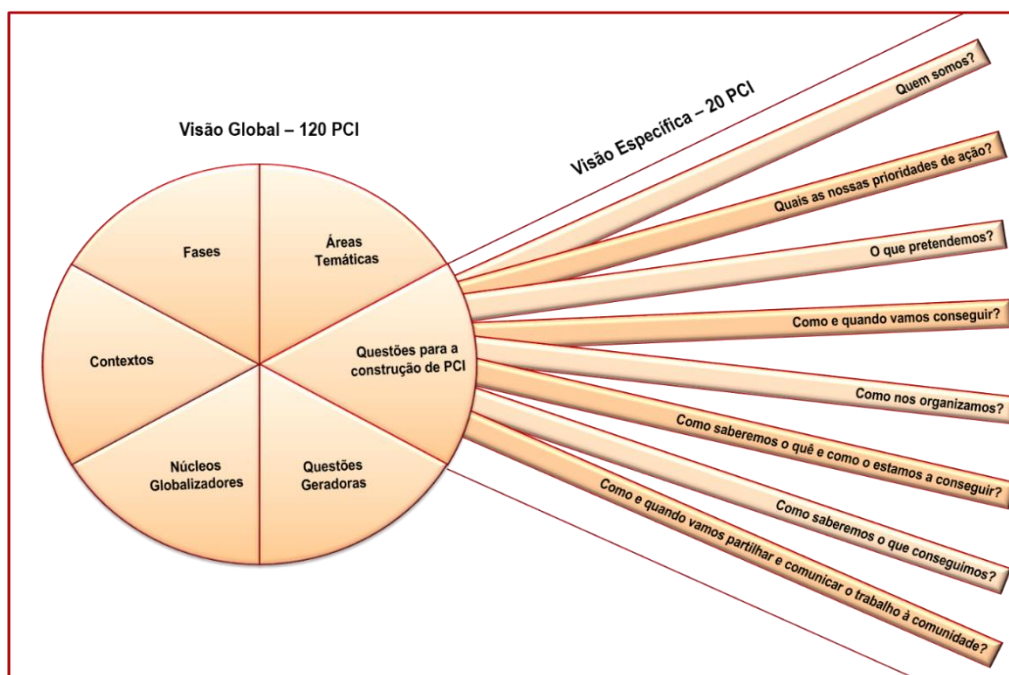 Visão Global – 120 PCI
Fases
Áreas
Temáticas
Contextos
Questões para a
construção de PCI
Núcleos
Globalizadores
Questões
Geradoras
Visão Específica – 20 PCI
Quem somos?
Quais as nossas prioridades de ação?
O que pretendemos?
Como e quando vamos conseguir?
Como nos organizamos?
Como saberemos o quê e como o estamos a conseguir?
Como saberemos o que conseguimos?
Como e quando vamos partilhar e comunicar o trabalho à comunidade?